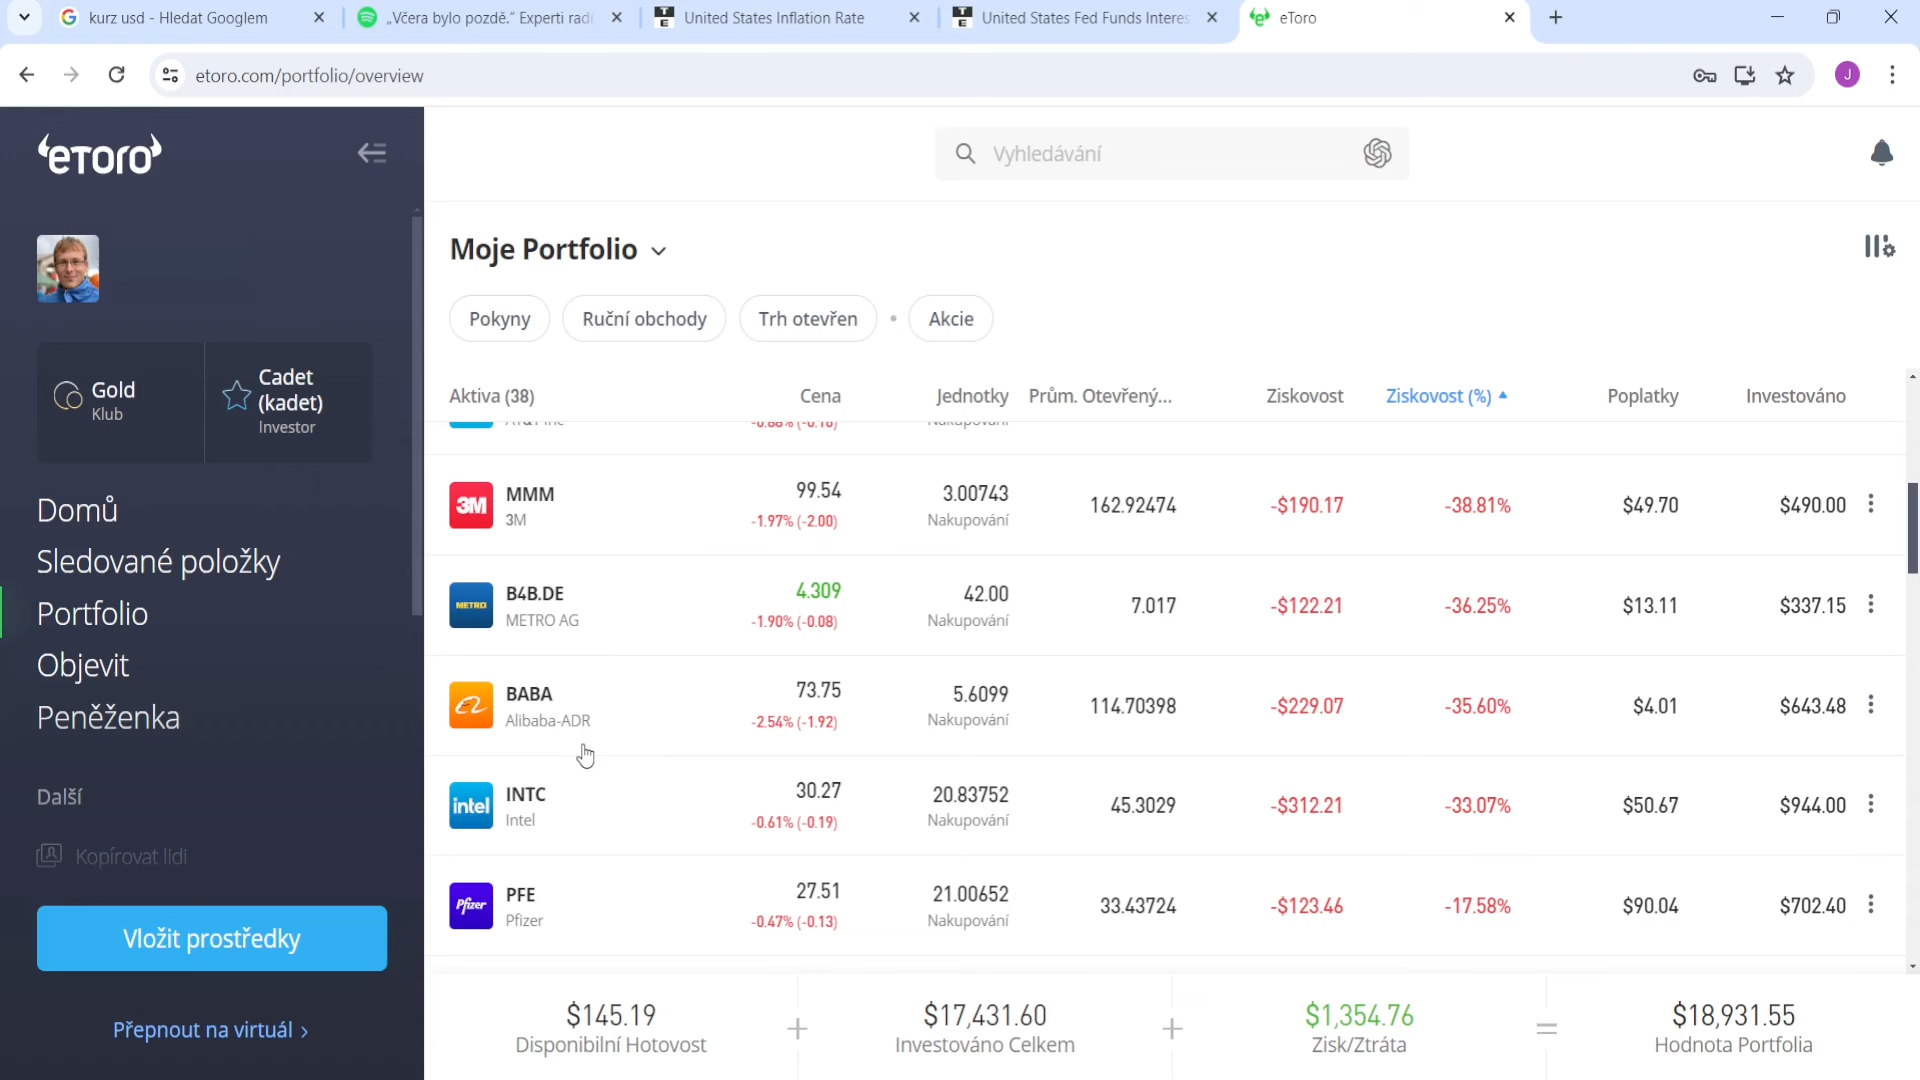 kurz usd - Hledat Googlem
„Včera bylo pozdě.“ Experti radí
United States Inflation Rate
United States Fed Funds Interes
eToro
etoro.com/portfolio/overview
J
eToro
Vyhledávání
Moje Portfolio
Gold
Klub
Cadet
(kadet)
Investor
Pokyny
Ruční obchody
Trh otevřen
Akcie
Domů
Sledované položky
Portfolio
Objevit
Peněženka
Další
Kopírovat lidi
Vložit prostředky
Přepnout na virtuál
Aktiva (38) Cena Jednotky Prům. Otevřený... Ziskovost Ziskovost (%) Poplatky Investováno
AT&T Inc -0.88% (-0.16) Nakupování
3M MMM 99.54 3.00743 162.92474 -$190.17 -38.81% $49.70 $490.00
3M -1.97% (-2.00) Nakupování
METRO B4B.DE 4.309 42.00 7.017 -$122.21 -36.25% $13.11 $337.15
METRO AG -1.90% (-0.08) Nakupování
BABA 73.75 5.6099 114.70398 -$229.07 -35.60% $4.01 $643.48
Alibaba-ADR -2.54% (-1.92) Nakupování
intel INTC 30.27 20.83752 45.3029 -$312.21 -33.07% $50.67 $944.00
Intel -0.61% (-0.19) Nakupování
Pfizer PFE 27.51 21.00652 33.43724 -$123.46 -17.58% $90.04 $702.40
Pfizer -0.47% (-0.13) Nakupování
$145.19 + $17,431.60 + $1,354.76 = $18,931.55
Disponibilní Hotovost Investováno Celkem Zisk/Ztráta Hodnota Portfolia